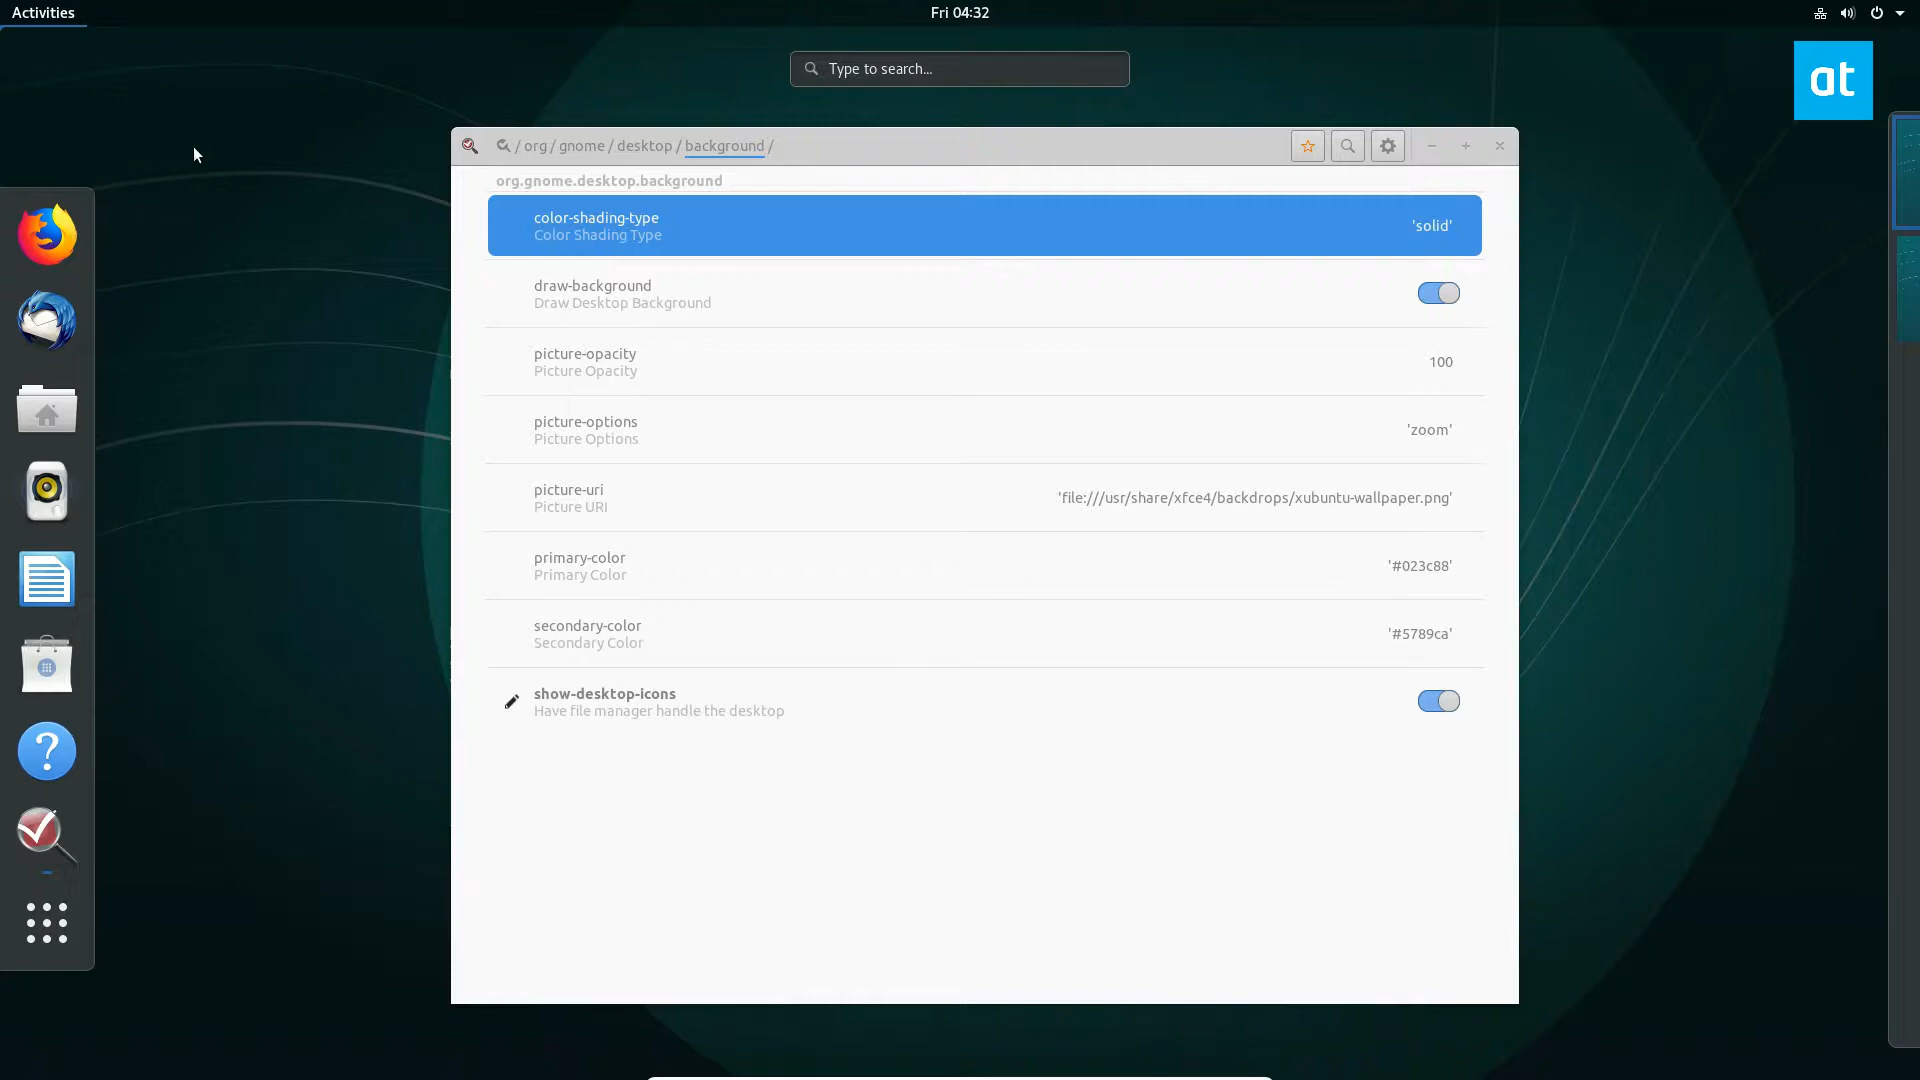 Activities
Fri 04:32
Type to search...
at
/ org / gnome / desktop / background /
org.gnome.desktop.background
color-shading-type
'solid'
Color Shading Type
draw-background
Draw Desktop Background
picture-opacity
100
Picture Opacity
picture-options
'zoom'
Picture Options
picture-uri
'file:///usr/share/xfce4/backdrops/xubuntu-wallpaper.png'
Picture URI
primary-color
'#023c88'
Primary Color
secondary-color
'#5789ca'
Secondary Color
show-desktop-icons
Have file manager handle the desktop